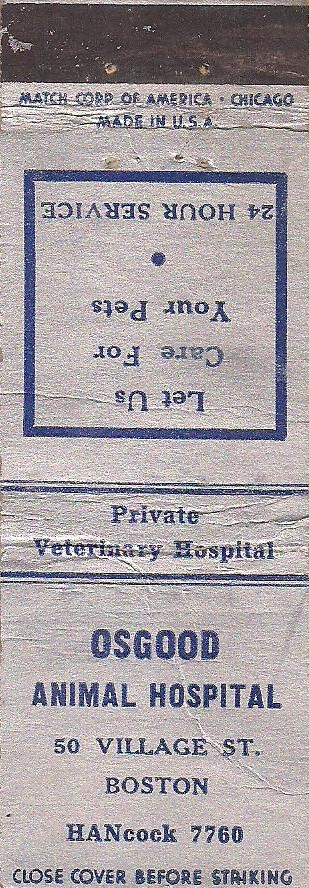 MATCH CORP OF AMERICA · CHICAGO
MADE IN U.S.A.
Let Us
Care For
Your Pets
•
24 HOUR SERVICE
Private
Veterinary Hospital
OSGOOD
ANIMAL HOSPITAL
50 VILLAGE ST.
BOSTON
HANcock 7760
CLOSE COVER BEFORE STRIKING